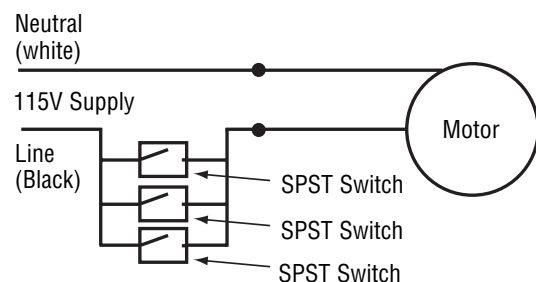 Neutral
(white)
115V Supply
Line
(Black)
Motor
SPST Switch
SPST Switch
SPST Switch